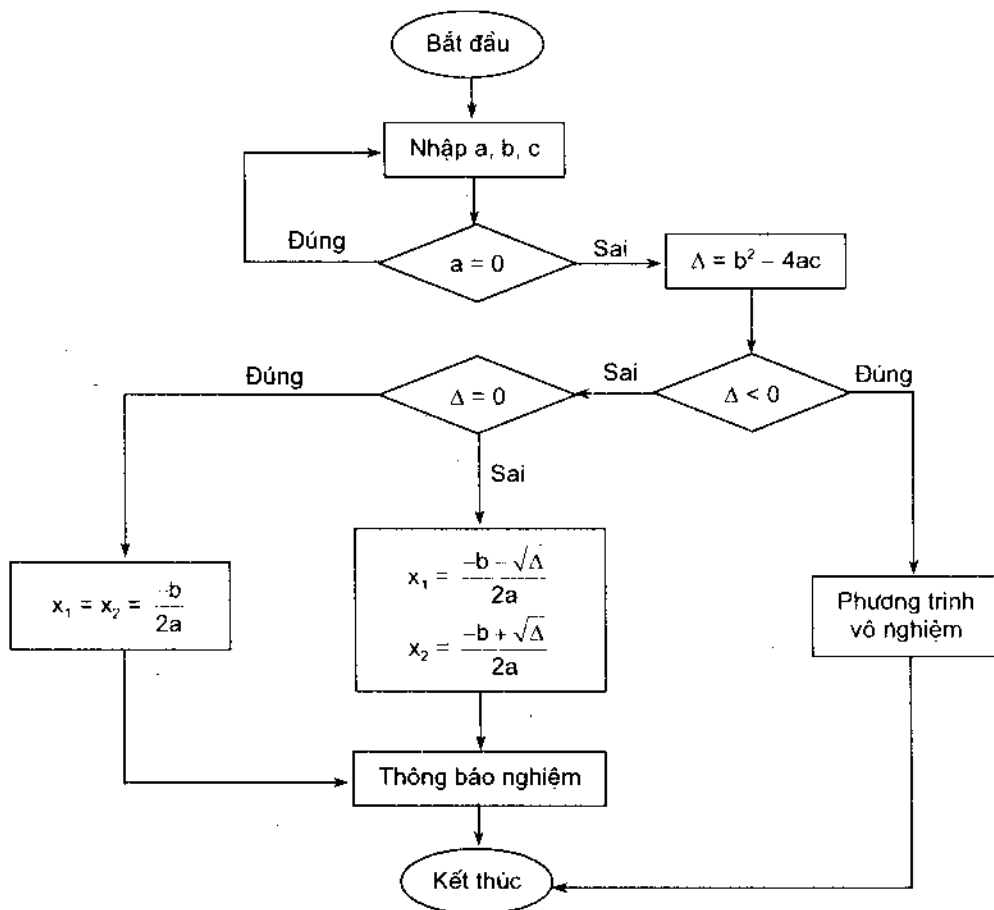 Bắt đầu
Nhập a, b, c
Đúng
a = 0
Sai
Δ = b² – 4ac
Đúng
Δ = 0
Sai
Δ < 0
Đúng
Sai
x₁ = x₂ = -b/2a
x₁ = (-b – √Δ)/2a
x₂ = (-b + √Δ)/2a
Phương trình
vô nghiệm
Thông báo nghiệm
Kết thúc